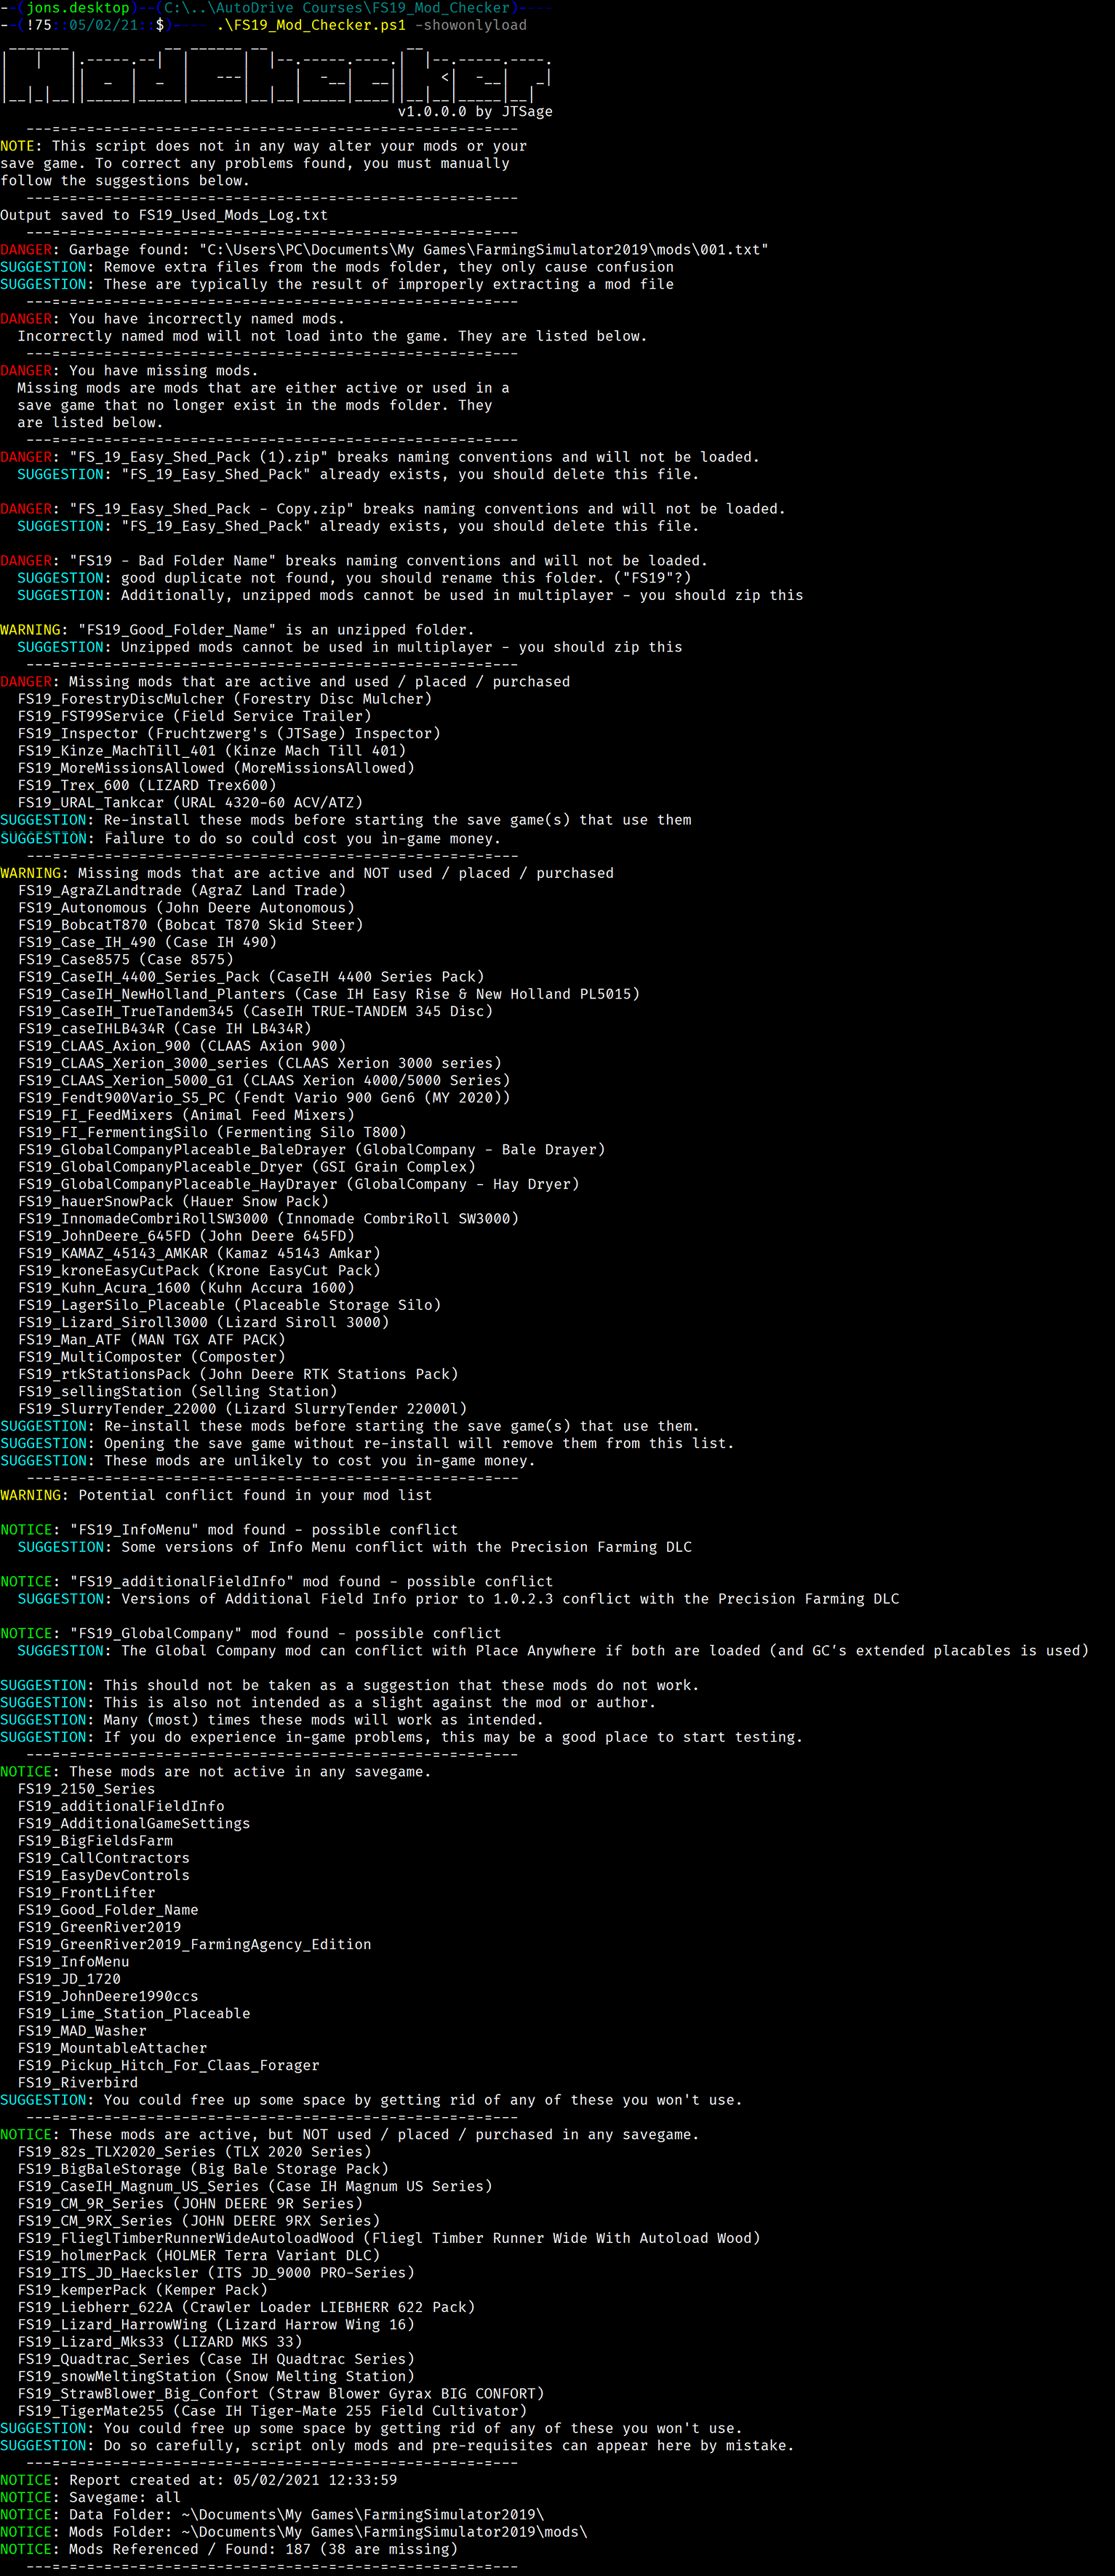 --(jons.desktop)--(C:\..\AutoDrive Courses\FS19_Mod_Checker)----
--(!75::05/02/21::$)---- .\FS19_Mod_Checker.ps1 -showonlyload
Mod Checker
v1.0.0.0 by JTSage
---=-=-=-=-=-=-=-=-=-=-=-=-=-=-=-=-=-=-=-=-=-=-=-=-=-=---
NOTE: This script does not in any way alter your mods or your
save game. To correct any problems found, you must manually
follow the suggestions below.
---=-=-=-=-=-=-=-=-=-=-=-=-=-=-=-=-=-=-=-=-=-=-=-=-=-=---
Output saved to FS19_Used_Mods_Log.txt
---=-=-=-=-=-=-=-=-=-=-=-=-=-=-=-=-=-=-=-=-=-=-=-=-=-=---
DANGER: Garbage found: "C:\Users\PC\Documents\My Games\FarmingSimulator2019\mods\001.txt"
SUGGESTION: Remove extra files from the mods folder, they only cause confusion
SUGGESTION: These are typically the result of improperly extracting a mod file
---=-=-=-=-=-=-=-=-=-=-=-=-=-=-=-=-=-=-=-=-=-=-=-=-=-=---
DANGER: You have incorrectly named mods.
Incorrectly named mod will not load into the game. They are listed below.
---=-=-=-=-=-=-=-=-=-=-=-=-=-=-=-=-=-=-=-=-=-=-=-=-=-=---
DANGER: You have missing mods.
Missing mods are mods that are either active or used in a
save game that no longer exist in the mods folder. They
are listed below.
---=-=-=-=-=-=-=-=-=-=-=-=-=-=-=-=-=-=-=-=-=-=-=-=-=-=---
DANGER: "FS_19_Easy_Shed_Pack (1).zip" breaks naming conventions and will not be loaded.
SUGGESTION: "FS_19_Easy_Shed_Pack" already exists, you should delete this file.
DANGER: "FS_19_Easy_Shed_Pack - Copy.zip" breaks naming conventions and will not be loaded.
SUGGESTION: "FS_19_Easy_Shed_Pack" already exists, you should delete this file.
DANGER: "FS19 - Bad Folder Name" breaks naming conventions and will not be loaded.
SUGGESTION: good duplicate not found, you should rename this folder. ("FS19"?)
SUGGESTION: Additionally, unzipped mods cannot be used in multiplayer - you should zip this
WARNING: "FS19_Good_Folder_Name" is an unzipped folder.
SUGGESTION: Unzipped mods cannot be used in multiplayer - you should zip this
---=-=-=-=-=-=-=-=-=-=-=-=-=-=-=-=-=-=-=-=-=-=-=-=-=-=---
DANGER: Missing mods that are active and used / placed / purchased
FS19_ForestryDiscMulcher (Forestry Disc Mulcher)
FS19_FST99Service (Field Service Trailer)
FS19_Inspector (Fruchtzwerg's (JTSage) Inspector)
FS19_Kinze_MachTill_401 (Kinze Mach Till 401)
FS19_MoreMissionsAllowed (MoreMissionsAllowed)
FS19_Trex_600 (LIZARD Trex600)
FS19_URAL_Tankcar (URAL 4320-60 ACV/ATZ)
SUGGESTION: Re-install these mods before starting the save game(s) that use them
SUGGESTION: Failure to do so could cost you in-game money.
---=-=-=-=-=-=-=-=-=-=-=-=-=-=-=-=-=-=-=-=-=-=-=-=-=-=---
WARNING: Missing mods that are active and NOT used / placed / purchased
FS19_AgraZLandtrade (AgraZ Land Trade)
FS19_Autonomous (John Deere Autonomous)
FS19_BobcatT870 (Bobcat T870 Skid Steer)
FS19_Case_IH_490 (Case IH 490)
FS19_Case8575 (Case 8575)
FS19_CaseIH_4400_Series_Pack (CaseIH 4400 Series Pack)
FS19_CaseIH_NewHolland_Planters (Case IH Easy Rise & New Holland PL5015)
FS19_CaseIH_TrueTandem345 (CaseIH TRUE-TANDEM 345 Disc)
FS19_caseIHLB434R (Case IH LB434R)
FS19_CLAAS_Axion_900 (CLAAS Axion 900)
FS19_CLAAS_Xerion_3000_series (CLAAS Xerion 3000 series)
FS19_CLAAS_Xerion_5000_G1 (CLAAS Xerion 4000/5000 Series)
FS19_Fendt900Vario_S5_PC (Fendt Vario 900 Gen6 (MY 2020))
FS19_FI_FeedMixers (Animal Feed Mixers)
FS19_FI_FermentingSilo (Fermenting Silo T800)
FS19_GlobalCompanyPlaceable_BaleDrayer (GlobalCompany - Bale Drayer)
FS19_GlobalCompanyPlaceable_Dryer (GSI Grain Complex)
FS19_GlobalCompanyPlaceable_HayDrayer (GlobalCompany - Hay Dryer)
FS19_hauerSnowPack (Hauer Snow Pack)
FS19_InnomadeCombriRollSW3000 (Innomade CombriRoll SW3000)
FS19_JohnDeere_645FD (John Deere 645FD)
FS19_KAMAZ_45143_AMKAR (Kamaz 45143 Amkar)
FS19_kroneEasyCutPack (Krone EasyCut Pack)
FS19_Kuhn_Acura_1600 (Kuhn Accura 1600)
FS19_LagerSilo_Placeable (Placeable Storage Silo)
FS19_Lizard_Siroll3000 (Lizard Siroll 3000)
FS19_Man_ATF (MAN TGX ATF PACK)
FS19_MultiComposter (Composter)
FS19_rtkStationsPack (John Deere RTK Stations Pack)
FS19_sellingStation (Selling Station)
FS19_SlurryTender_22000 (Lizard SlurryTender 22000l)
SUGGESTION: Re-install these mods before starting the save game(s) that use them.
SUGGESTION: Opening the save game without re-install will remove them from this list.
SUGGESTION: These mods are unlikely to cost you in-game money.
---=-=-=-=-=-=-=-=-=-=-=-=-=-=-=-=-=-=-=-=-=-=-=-=-=-=---
WARNING: Potential conflict found in your mod list
NOTICE: "FS19_InfoMenu" mod found - possible conflict
SUGGESTION: Some versions of Info Menu conflict with the Precision Farming DLC
NOTICE: "FS19_additionalFieldInfo" mod found - possible conflict
SUGGESTION: Versions of Additional Field Info prior to 1.0.2.3 conflict with the Precision Farming DLC
NOTICE: "FS19_GlobalCompany" mod found - possible conflict
SUGGESTION: The Global Company mod can conflict with Place Anywhere if both are loaded (and GC's extended placables is used)
SUGGESTION: This should not be taken as a suggestion that these mods do not work.
SUGGESTION: This is also not intended as a slight against the mod or author.
SUGGESTION: Many (most) times these mods will work as intended.
SUGGESTION: If you do experience in-game problems, this may be a good place to start testing.
---=-=-=-=-=-=-=-=-=-=-=-=-=-=-=-=-=-=-=-=-=-=-=-=-=-=---
NOTICE: These mods are not active in any savegame.
FS19_2150_Series
FS19_additionalFieldInfo
FS19_AdditionalGameSettings
FS19_BigFieldsFarm
FS19_CallContractors
FS19_EasyDevControls
FS19_FrontLifter
FS19_Good_Folder_Name
FS19_GreenRiver2019
FS19_GreenRiver2019_FarmingAgency_Edition
FS19_InfoMenu
FS19_JD_1720
FS19_JohnDeere1990ccs
FS19_Lime_Station_Placeable
FS19_MAD_Washer
FS19_MountableAttacher
FS19_Pickup_Hitch_For_Claas_Forager
FS19_Riverbird
SUGGESTION: You could free up some space by getting rid of any of these you won't use.
---=-=-=-=-=-=-=-=-=-=-=-=-=-=-=-=-=-=-=-=-=-=-=-=-=-=---
NOTICE: These mods are active, but NOT used / placed / purchased in any savegame.
FS19_82s_TLX2020_Series (TLX 2020 Series)
FS19_BigBaleStorage (Big Bale Storage Pack)
FS19_CaseIH_Magnum_US_Series (Case IH Magnum US Series)
FS19_CM_9R_Series (JOHN DEERE 9R Series)
FS19_CM_9RX_Series (JOHN DEERE 9RX Series)
FS19_FlieglTimberRunnerWideAutoloadWood (Fliegl Timber Runner Wide With Autoload Wood)
FS19_holmerPack (HOLMER Terra Variant DLC)
FS19_ITS_JD_Haecksler (ITS JD_9000 PRO-Series)
FS19_kemperPack (Kemper Pack)
FS19_Liebherr_622A (Crawler Loader LIEBHERR 622 Pack)
FS19_Lizard_HarrowWing (Lizard Harrow Wing 16)
FS19_Lizard_Mks33 (LIZARD MKS 33)
FS19_Quadtrac_Series (Case IH Quadtrac Series)
FS19_snowMeltingStation (Snow Melting Station)
FS19_StrawBlower_Big_Confort (Straw Blower Gyrax BIG CONFORT)
FS19_TigerMate255 (Case IH Tiger-Mate 255 Field Cultivator)
SUGGESTION: You could free up some space by getting rid of any of these you won't use.
SUGGESTION: Do so carefully, script only mods and pre-requisites can appear here by mistake.
---=-=-=-=-=-=-=-=-=-=-=-=-=-=-=-=-=-=-=-=-=-=-=-=-=-=---
NOTICE: Report created at: 05/02/2021 12:33:59
NOTICE: Savegame: all
NOTICE: Data Folder: ~\Documents\My Games\FarmingSimulator2019\
NOTICE: Mods Folder: ~\Documents\My Games\FarmingSimulator2019\mods\
NOTICE: Mods Referenced / Found: 187 (38 are missing)
---=-=-=-=-=-=-=-=-=-=-=-=-=-=-=-=-=-=-=-=-=-=-=-=-=-=---